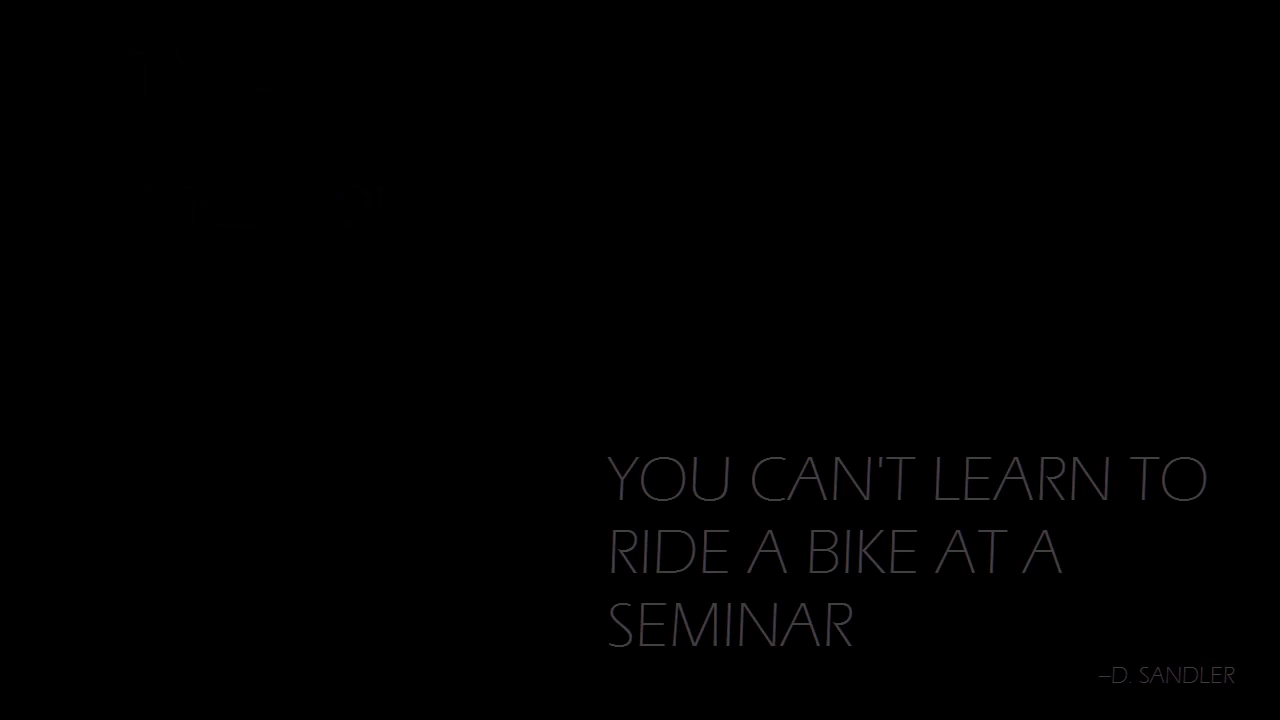 YOU CAN'T LEARN TO
RIDE A BIKE AT A
SEMINAR
–D. SANDLER